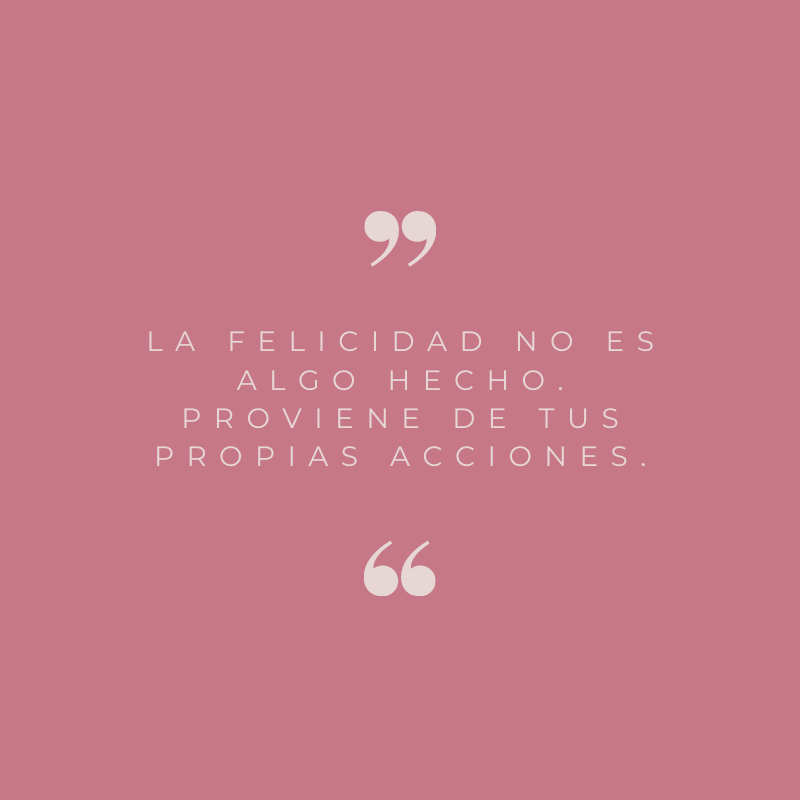 ”
LA FELICIDAD NO ES
ALGO HECHO.
PROVIENE DE TUS
PROPIAS ACCIONES.
“